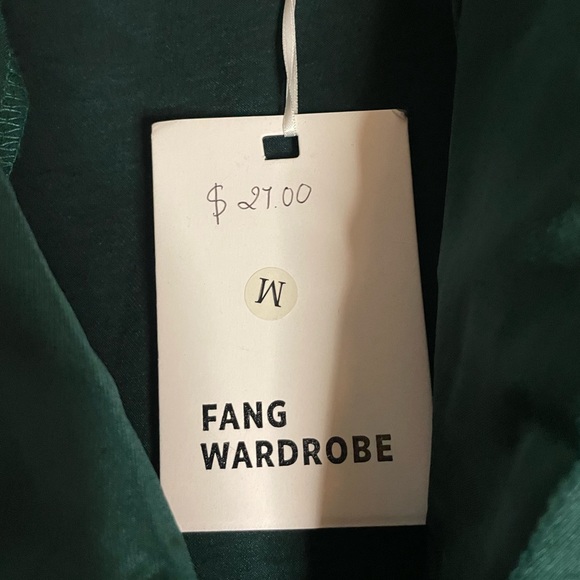 $ 27.00
M
FANG
WARDROBE